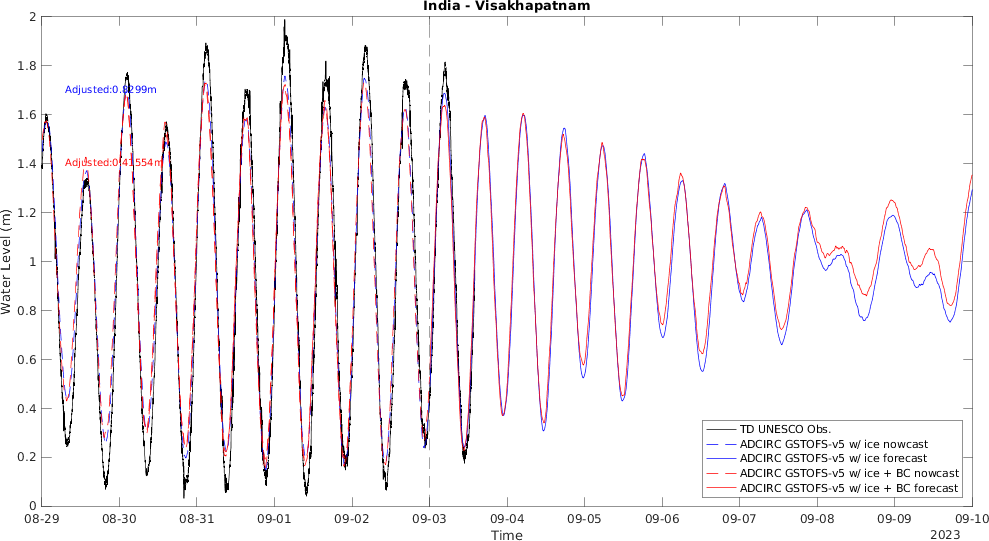 India - Visakhapatnam
Water Level (m)
2
1.8
1.6
1.4
1.2
1
0.8
0.6
0.4
0.2
0
Adjusted:0.8299m
Adjusted:0.41554m
TD UNESCO Obs.
ADCIRC GSTOFS-v5 w/ ice nowcast
ADCIRC GSTOFS-v5 w/ ice forecast
ADCIRC GSTOFS-v5 w/ ice + BC nowcast
ADCIRC GSTOFS-v5 w/ ice + BC forecast
08-29 08-30 08-31 09-01 09-02 09-03 09-04 09-05 09-06 09-07 09-08 09-09 09-10
Time
2023